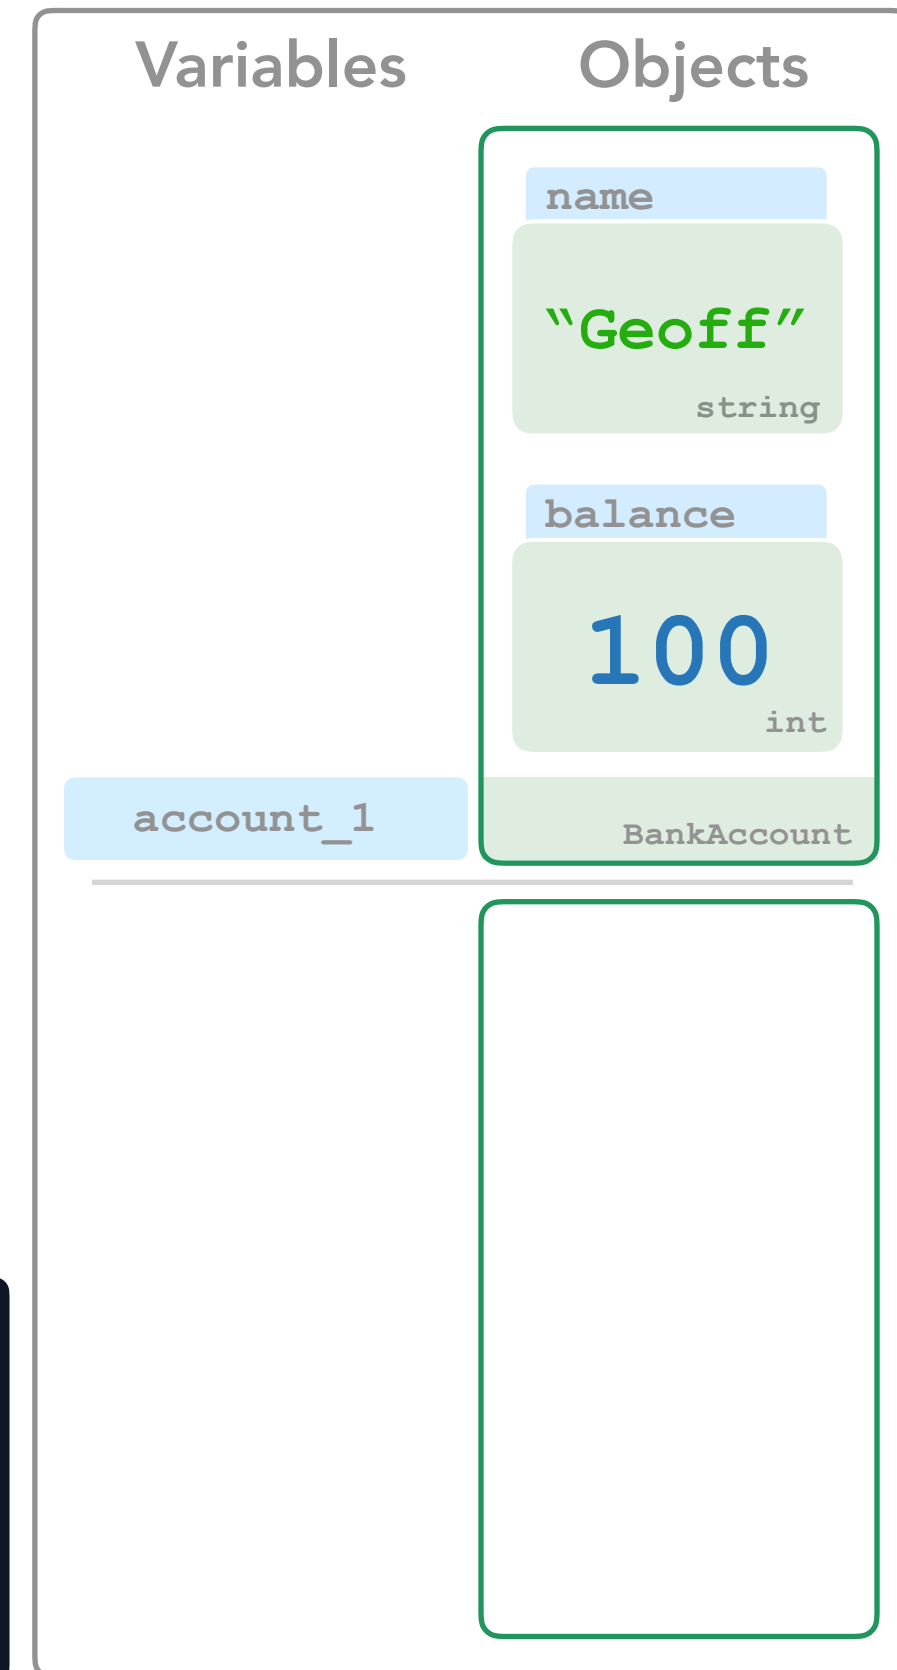 Variables Objects
name
“Geoff”
string
balance
100
int
account_1
BankAccount